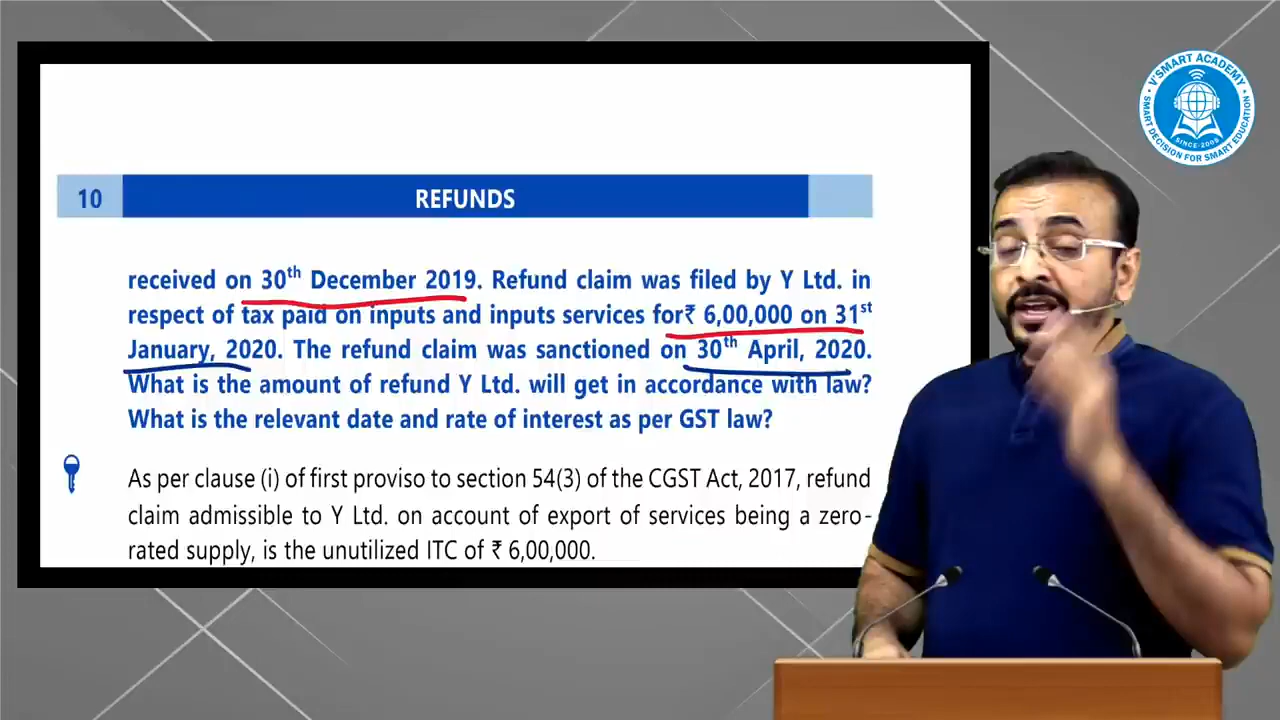 V'SMART ACADEMY
SMART DECISION FOR SMART EDUCATION
SINCE-2009
10
REFUNDS
received on 30th December 2019. Refund claim was filed by Y Ltd. in
respect of tax paid on inputs and inputs services for₹ 6,00,000 on 31st
January, 2020. The refund claim was sanctioned on 30th April, 2020.
What is the amount of refund Y Ltd. will get in accordance with law?
What is the relevant date and rate of interest as per GST law?
As per clause (i) of first proviso to section 54(3) of the CGST Act, 2017, refund
claim admissible to Y Ltd. on account of export of services being a zero-
rated supply, is the unutilized ITC of ₹ 6,00,000.